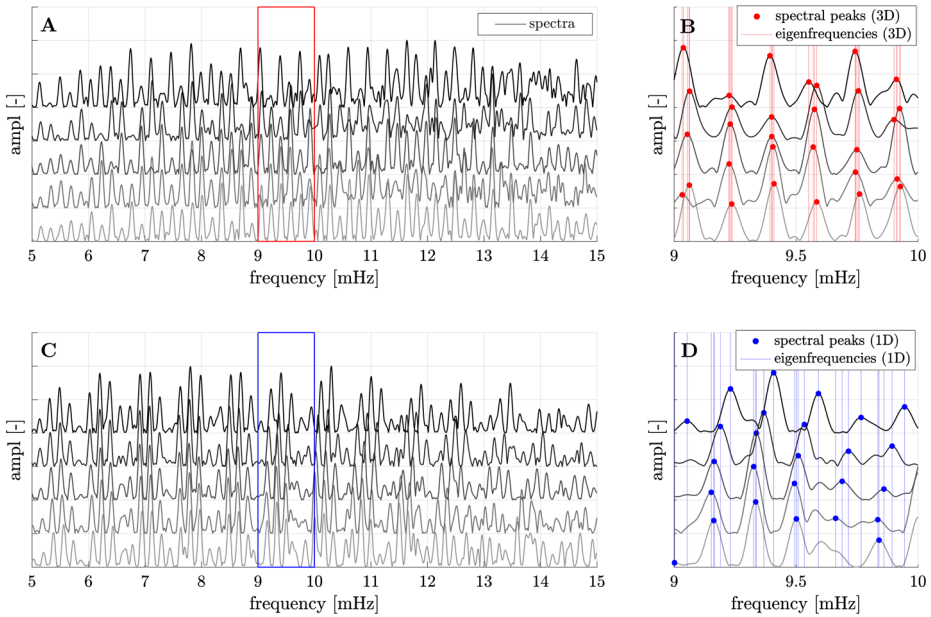 A
spectra
ampl [-]
5 6 7 8 9 10 11 12 13 14 15
frequency [mHz]
B
spectral peaks (3D)
eigenfrequencies (3D)
ampl [-]
9 9.5 10
frequency [mHz]
C
ampl [-]
5 6 7 8 9 10 11 12 13 14 15
frequency [mHz]
D
spectral peaks (1D)
eigenfrequencies (1D)
ampl [-]
9 9.5 10
frequency [mHz]